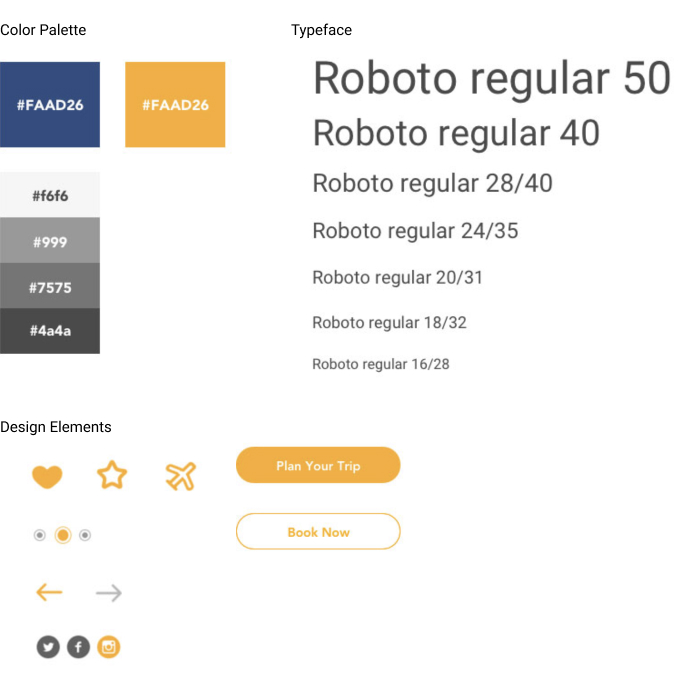 Color Palette
Typeface
#FAAD26
#FAAD26
#f6f6
#999
#7575
#4a4a
Roboto regular 50
Roboto regular 40
Roboto regular 28/40
Roboto regular 24/35
Roboto regular 20/31
Roboto regular 18/32
Roboto regular 16/28
Design Elements
Plan Your Trip
Book Now